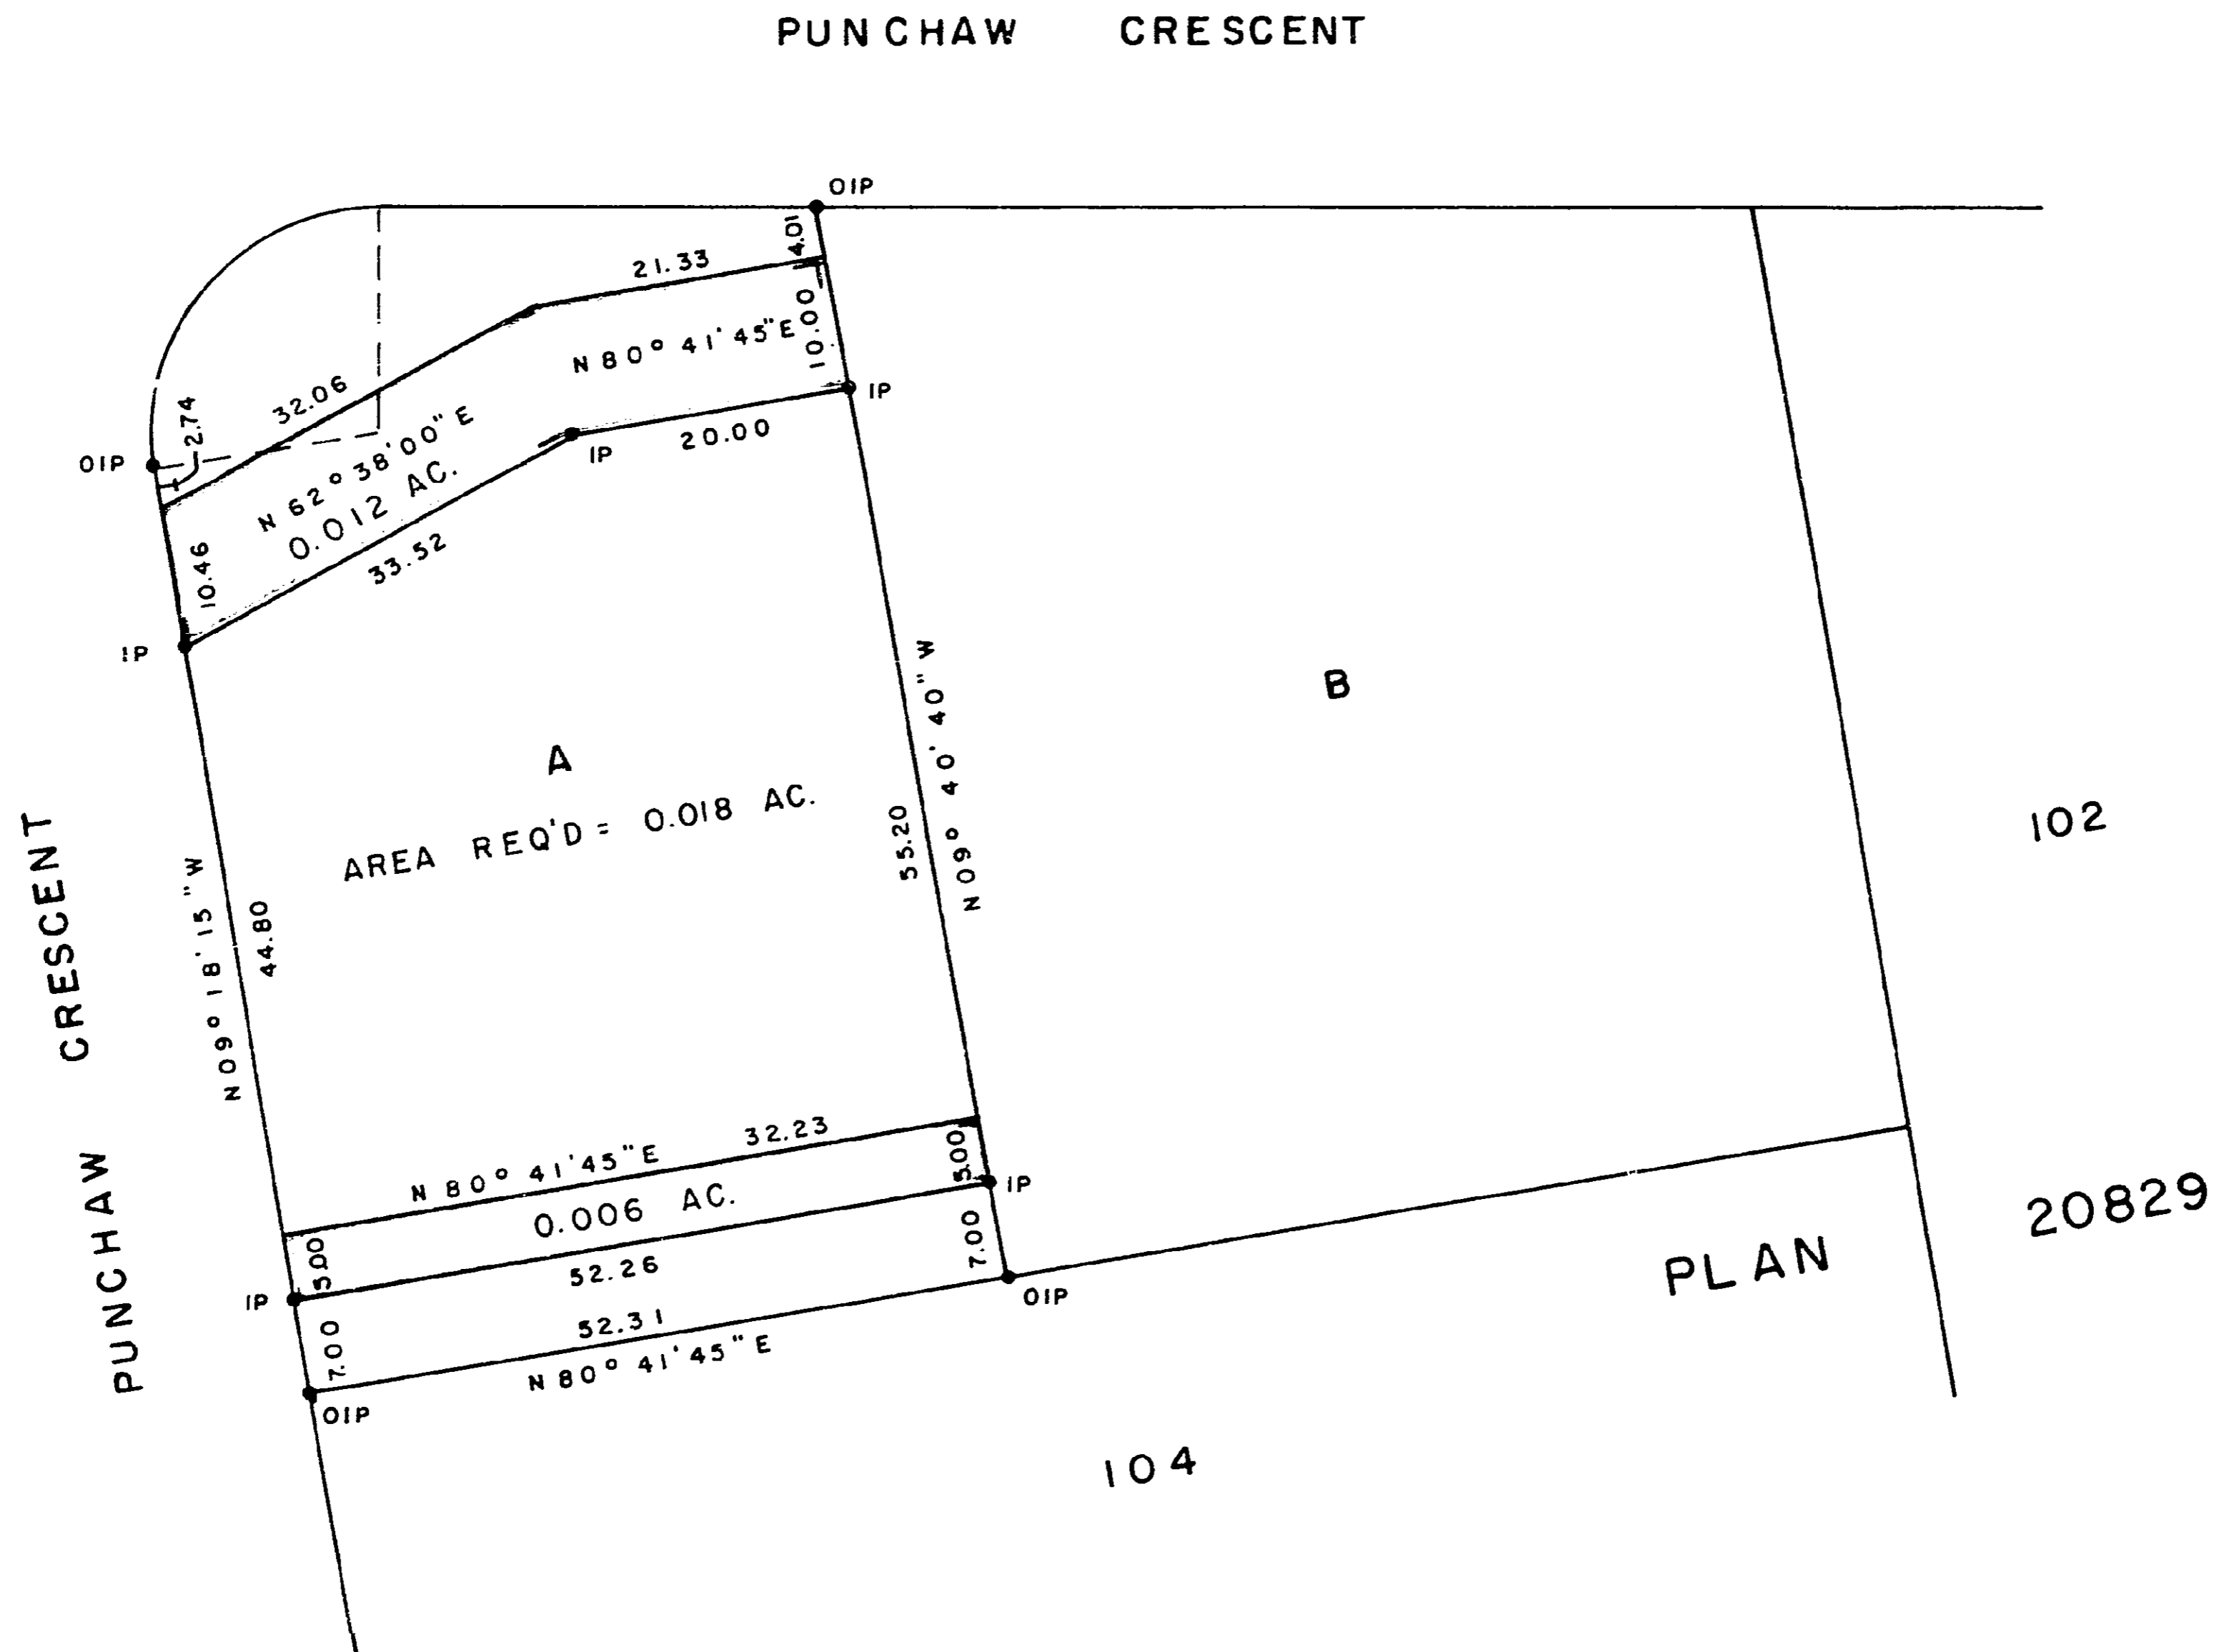 PUNCHAW CRESCENT
OIP
4.01
21.33
10.00
N 80° 41' 45" E
IP
32.06
2.74
OIP
N 62° 38' 00" E
0.012 AC.
20.00
IP
33.52
10.46
IP
A
AREA REQ'D = 0.018 AC.
B
N 09° 40' 40" W
55.20
102
PUNCHAW CRESCENT
N 09° 18' 15" W
44.80
N 80° 41' 45" E 32.23
0.006 AC.
5.00
IP
5.00
IP
52.26
7.00
OIP
52.31
7.00
N 80° 41' 45" E
OIP
PLAN 20829
104